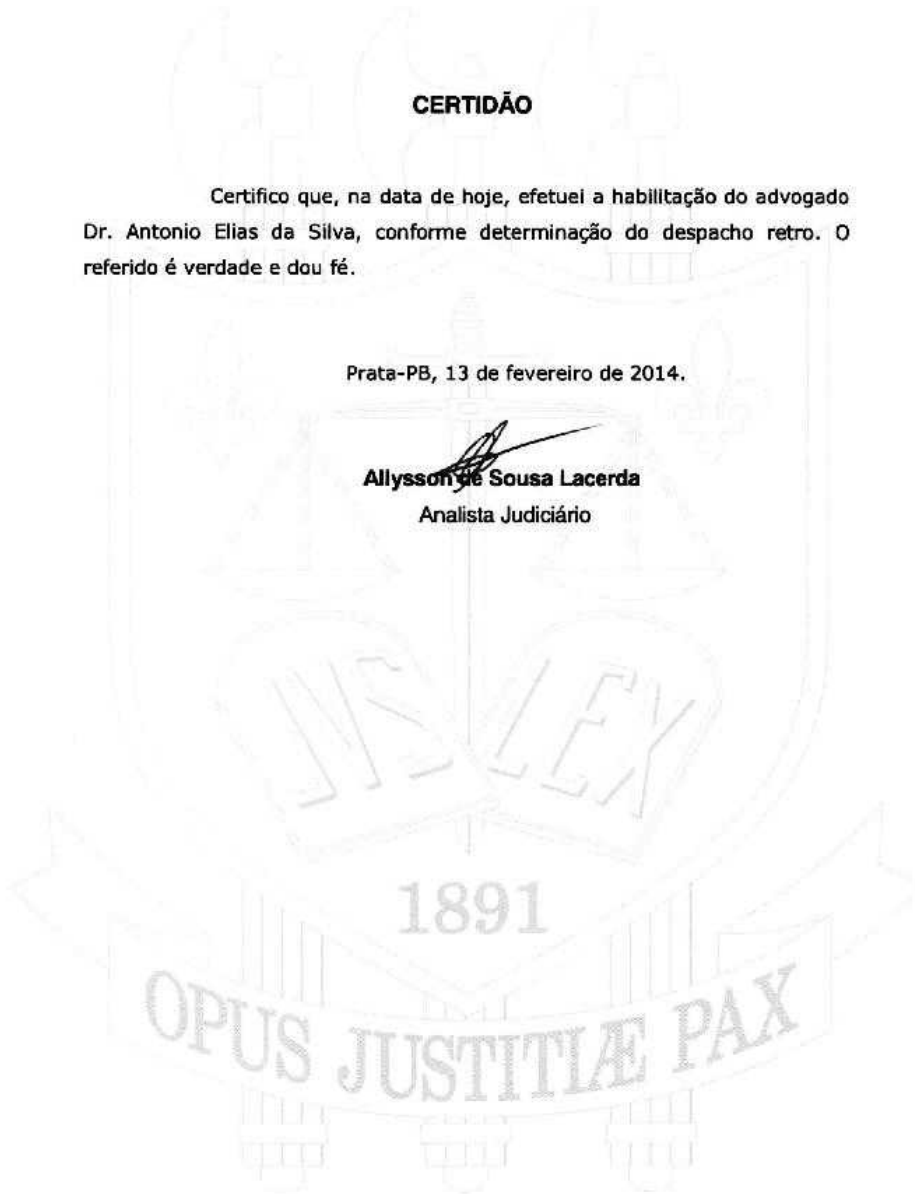 CERTIDÃO
Certifico que, na data de hoje, efetuei a habilitação do advogado
Dr. Antonio Elias da Silva, conforme determinação do despacho retro. O
referido é verdade e dou fé.
Prata-PB, 13 de fevereiro de 2014.
Allysson de Sousa Lacerda
Analista Judiciário
JUS LEX
1891
OPUS JUSTITIÆ PAX